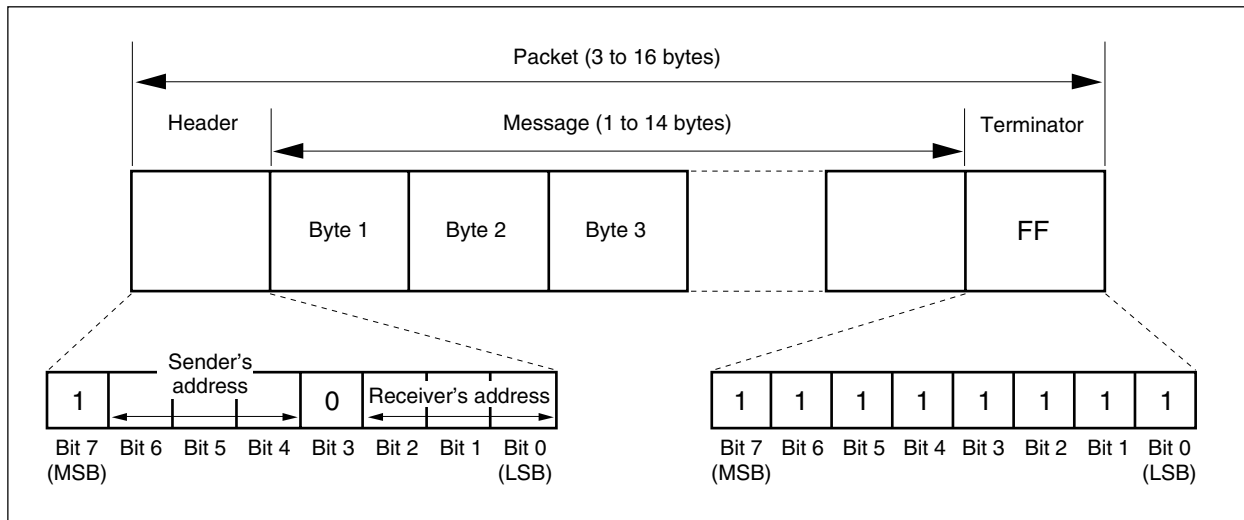 Packet (3 to 16 bytes)
Header
Message (1 to 14 bytes)
Terminator
Byte 1
Byte 2
Byte 3
FF
Sender's
address
1
0
Receiver's address
Bit 7
(MSB)
Bit 6
Bit 5
Bit 4
Bit 3
Bit 2
Bit 1
Bit 0
(LSB)
1 1 1 1 1 1 1 1
Bit 7
(MSB)
Bit 6
Bit 5
Bit 4
Bit 3
Bit 2
Bit 1
Bit 0
(LSB)